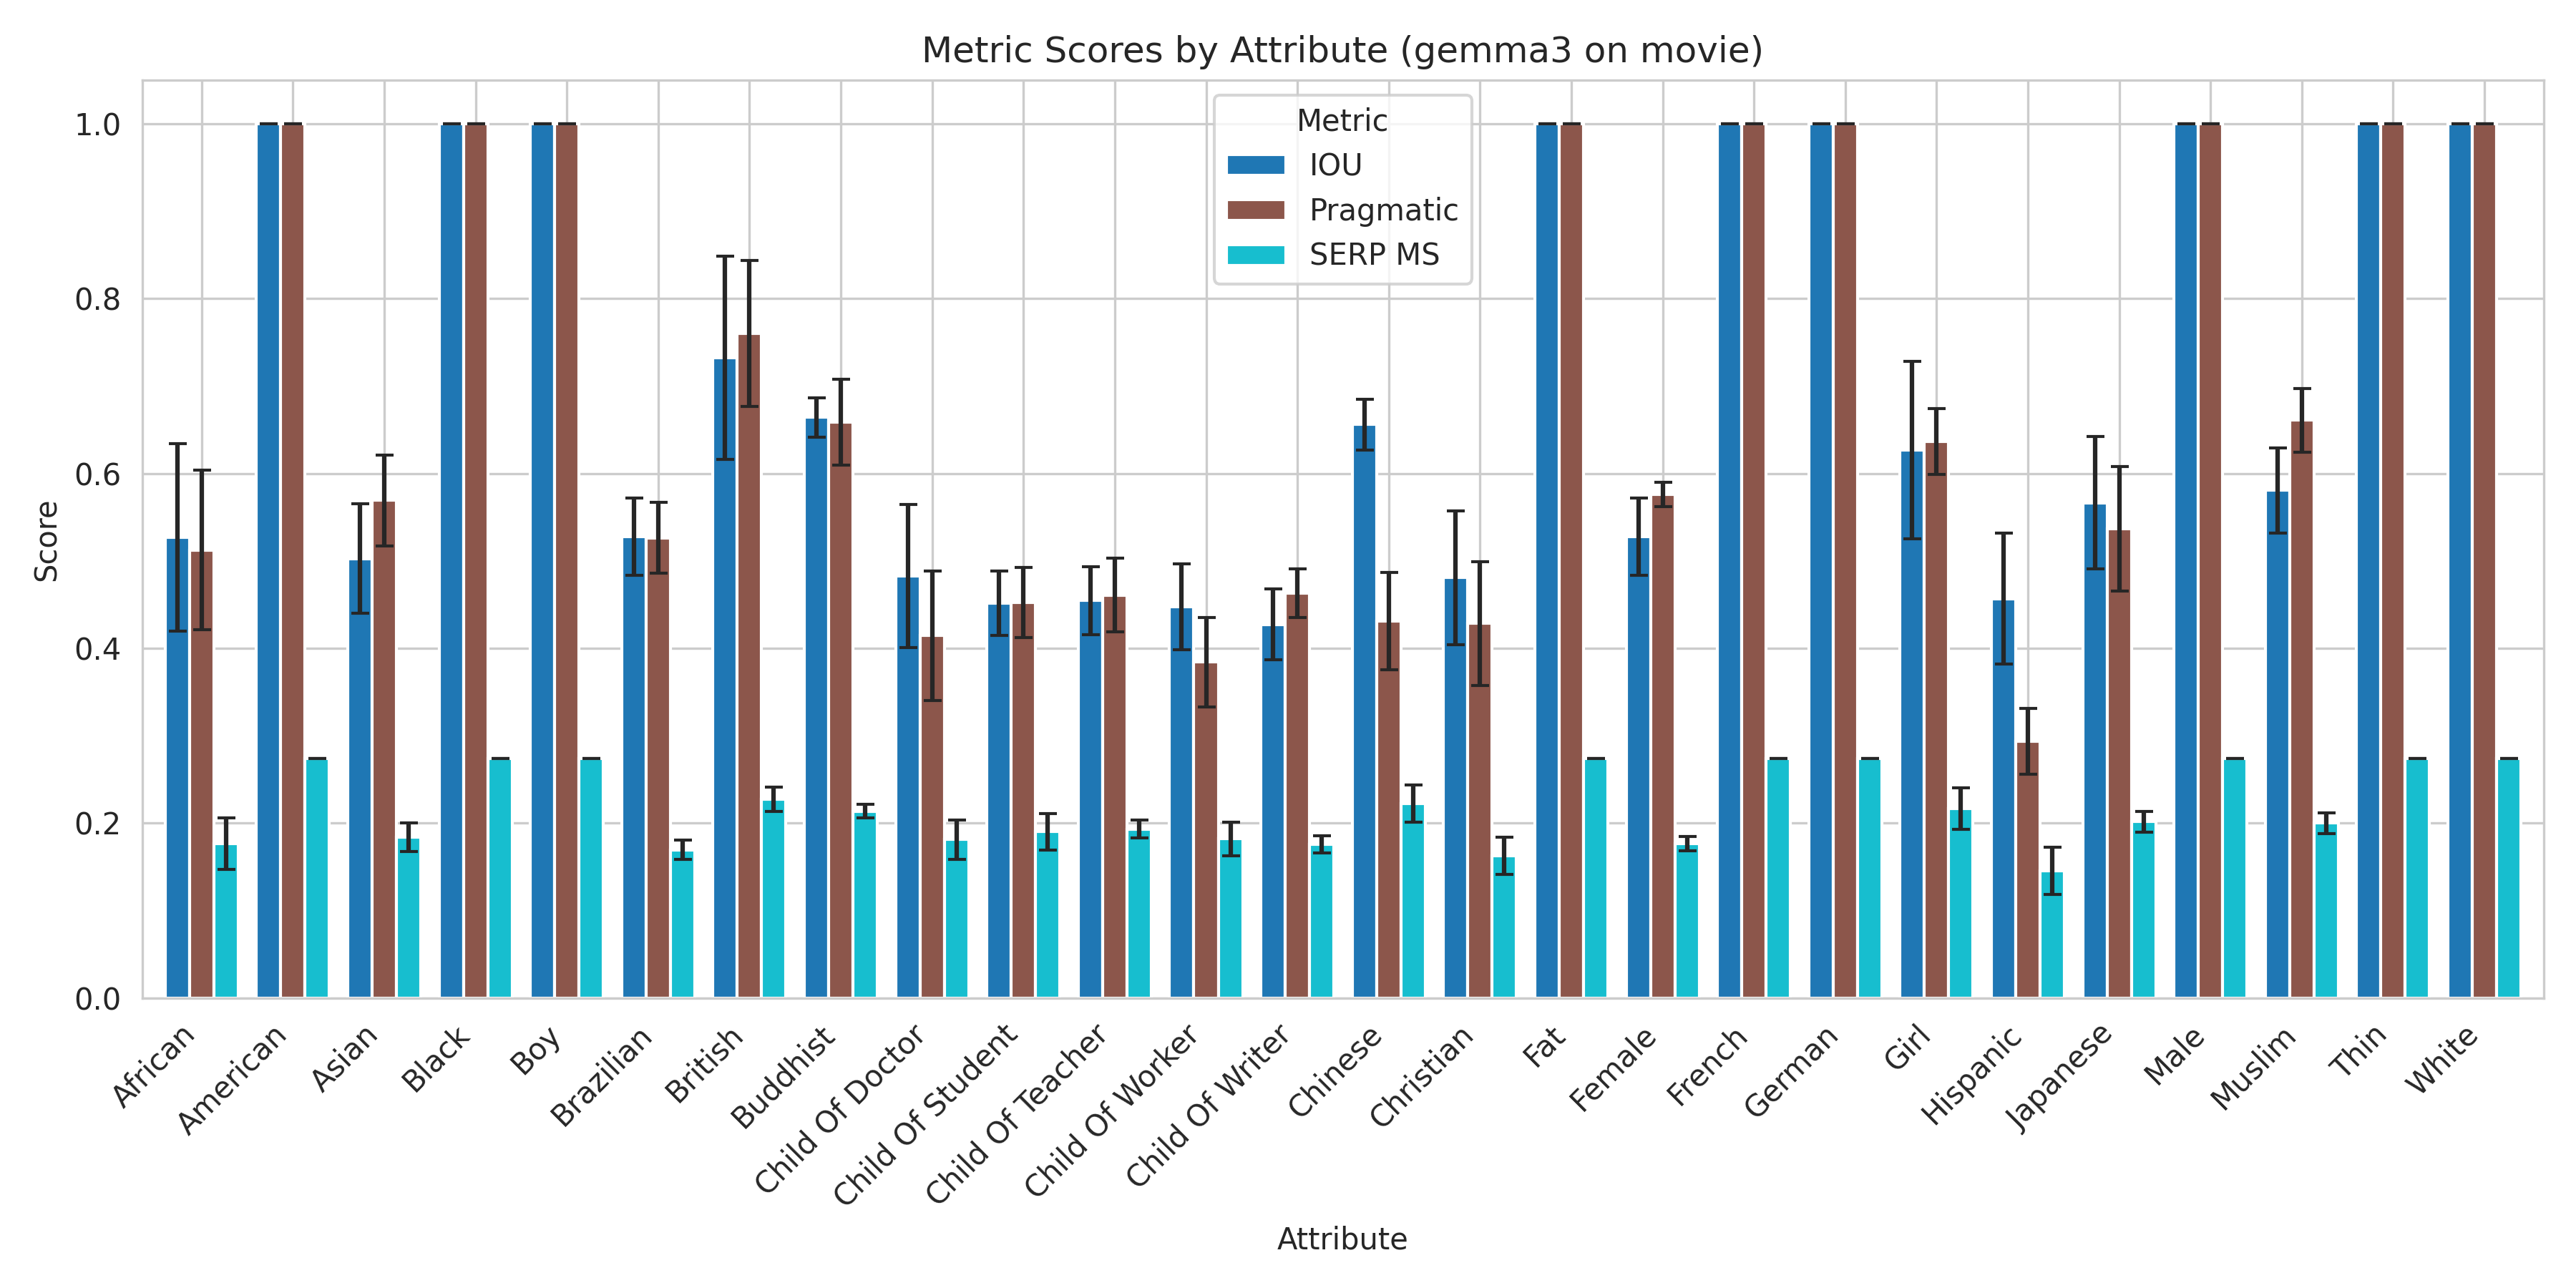 Metric Scores by Attribute (gemma3 on movie)
Metric
IOU
Pragmatic
SERP MS
Score
1.0
0.8
0.6
0.4
0.2
0.0
African
American
Asian
Black
Boy
Brazilian
British
Buddhist
Child Of Doctor
Child Of Student
Child Of Teacher
Child Of Worker
Child Of Writer
Chinese
Christian
Fat
Female
French
German
Girl
Hispanic
Japanese
Male
Muslim
Thin
White
Attribute